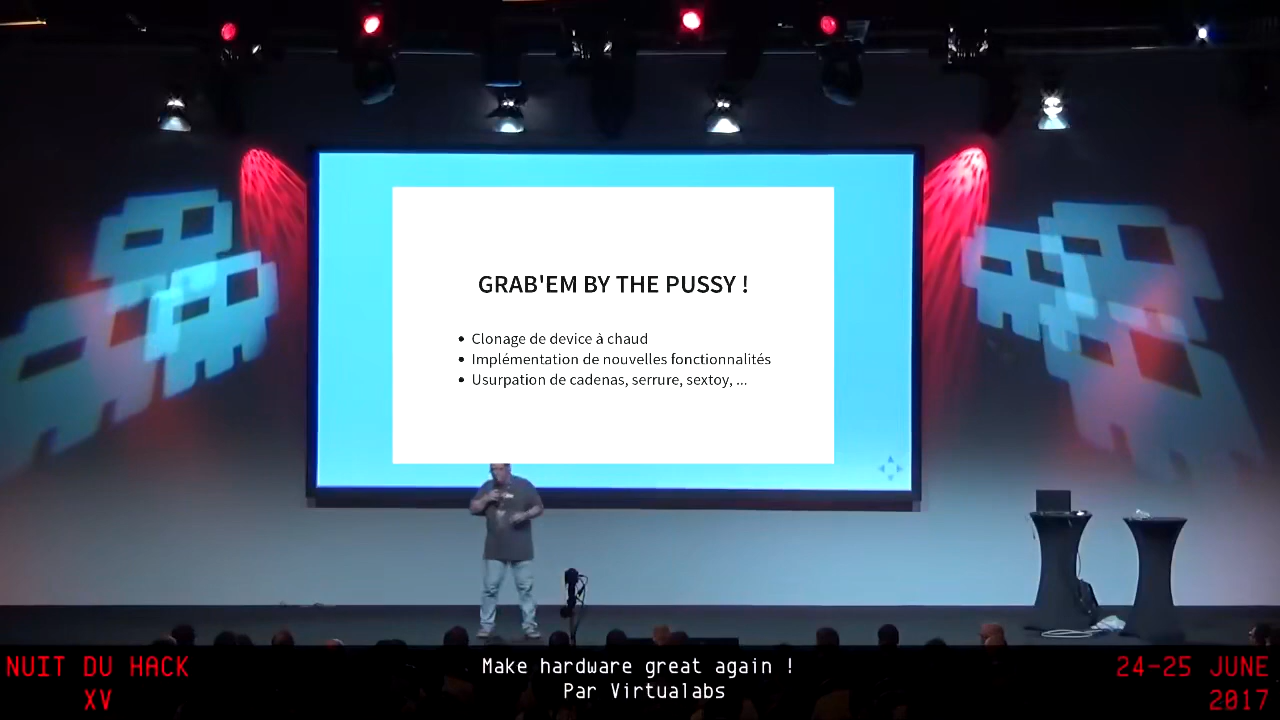 GRAB'EM BY THE PUSSY !
Clonage de device à chaud
Implémentation de nouvelles fonctionnalités
Usurpation de cadenas, serrure, sextoy, ...
NUIT DU HACK
XV
Make hardware great again !
Par Virtualabs
24-25 JUNE
2017